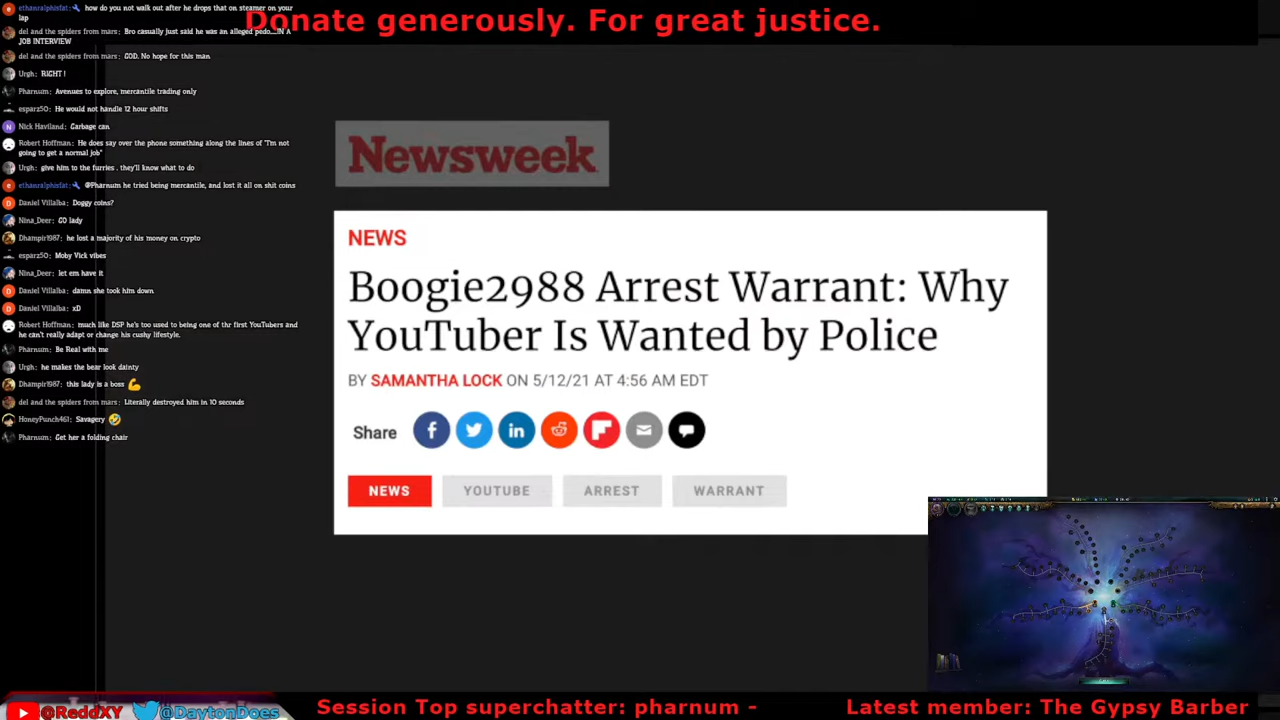 Donate generously. For great justice.
ethanralphisfat: how do you not walk out after he drops that on steamer on your
lap
del and the spiders from mars: Bro casually just said he was an alleged pedo....IN A
JOB INTERVIEW
del and the spiders from mars: GOD. No hope for this man
Urgh: RIGHT !
Pharnum: Avenues to explore, mercantile trading only
esparz50: He would not handle 12 hour shifts
Nick Haviland: Garbage can
Robert Hoffman: He does say over the phone something along the lines of "I'm not
going to get a normal job"
Urgh: give him to the furries . they'll know what to do
ethanralphisfat: @Pharnum he tried being mercantile, and lost it all on shit coins
Daniel Villalba: Doggy coins?
Nina_Deer: GO lady
Dhampir1987: he lost a majority of his money on crypto
esparz50: Moby Vick vibes
Nina_Deer: let em have it
Daniel Villalba: damn she took him down
Daniel Villalba: xD
Robert Hoffman: much like DSP he's too used to being one of thr first YouTubers and
he can't really adapt or change his cushy lifestyle.
Pharnum: Be Real with me
Urgh: he makes the bear look dainty
Dhampir1987: this lady is a boss 💪
del and the spiders from mars: Literally destroyed him in 10 seconds
HoneyPunch461: Savagery 🤣
Pharnum: Get her a folding chair
Newsweek
NEWS
Boogie2988 Arrest Warrant: Why
YouTuber Is Wanted by Police
BY SAMANTHA LOCK ON 5/12/21 AT 4:56 AM EDT
Share
NEWS YOUTUBE ARREST WARRANT
@ReddXY @DaytonDoes Session Top superchatter: pharnum - Latest member: The Gypsy Barber